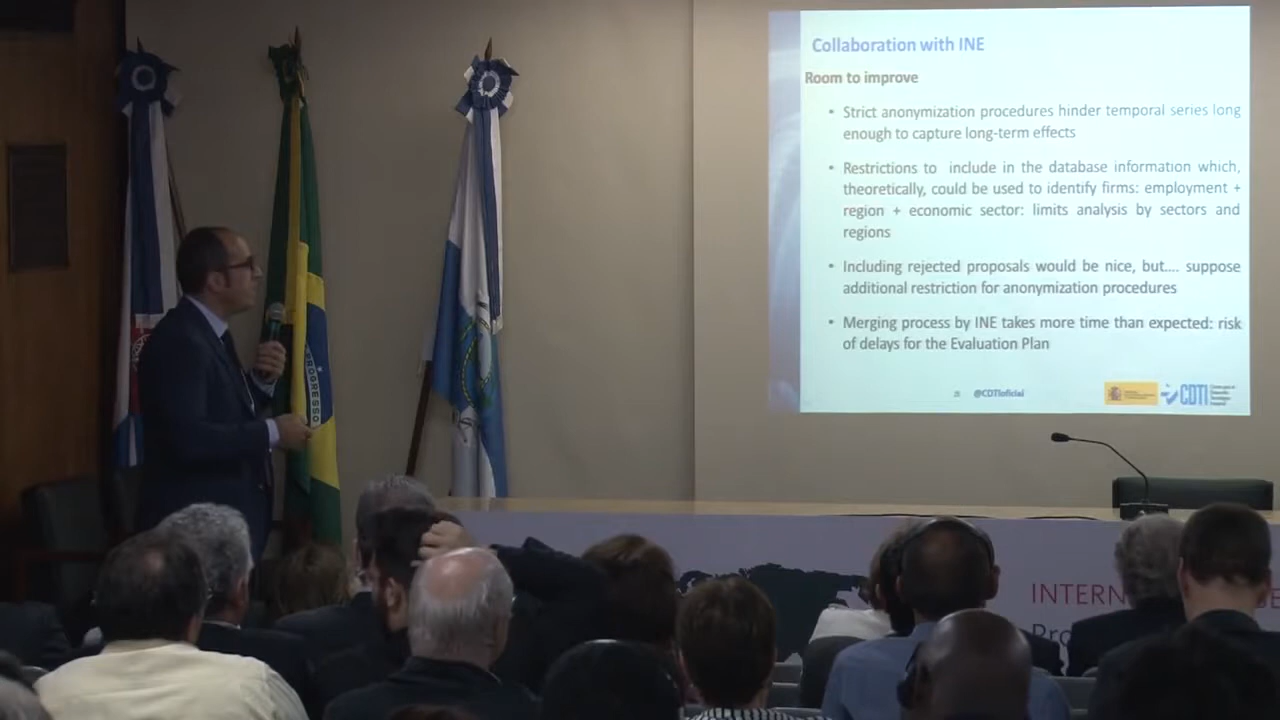 Collaboration with INE
Room to improve
• Strict anonymization procedures hinder temporal series long
enough to capture long-term effects
• Restrictions to include in the database information which,
theoretically, could be used to identify firms: employment +
region + economic sector: limits analysis by sectors and
regions
• Including rejected proposals would be nice, but.... suppose
additional restriction for anonymization procedures
• Merging process by INE takes more time than expected: risk
of delays for the Evaluation Plan
@CDTIoficial
CDTI
PROGRESSO
INTERN
Pro